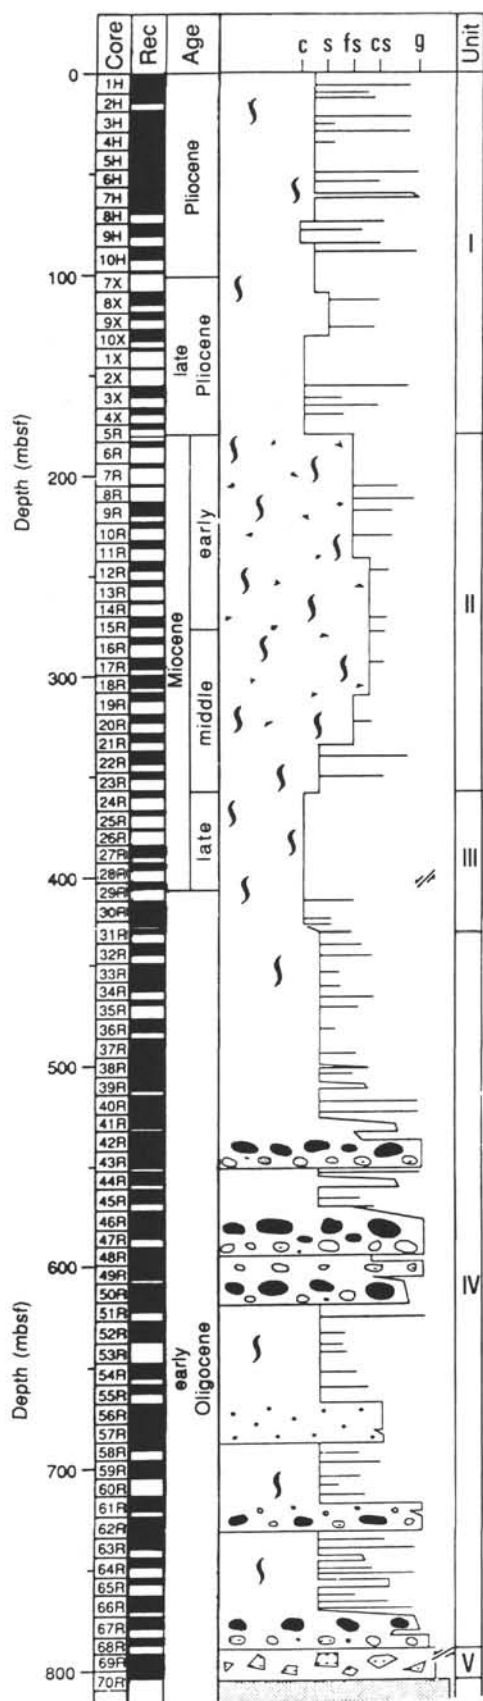 Core Rec Age c s fs cs g Unit
0
1H
2H
3H
4H
5H
6H
7H
8H
9H
10H
Pliocene
I
100
7X
8X
9X
10X
1X
2X
3X
4X
late
Pliocene
Depth (mbsf)
5R
6R
7R
200
8R
9R
10R
11R
12R
13R
14R
early
II
15R
16R
17R
300
18R
19R
20R
21R
22R
23R
Miocene
middle
24R
25R
26R
27R
28R
400
29R
late
III
30R
31R
32R
33R
34R
35R
36R
37R
500
38R
39R
40R
41R
42R
43R
44R
45R
46R
47R
48R
600
49R
50R
51R
52R
53R
54R
55R
56R
57R
58R
700
59R
60R
61R
62R
63R
64R
65R
66R
67R
68R
69R
800
70R
Depth (mbsf)
early
Oligocene
IV
V